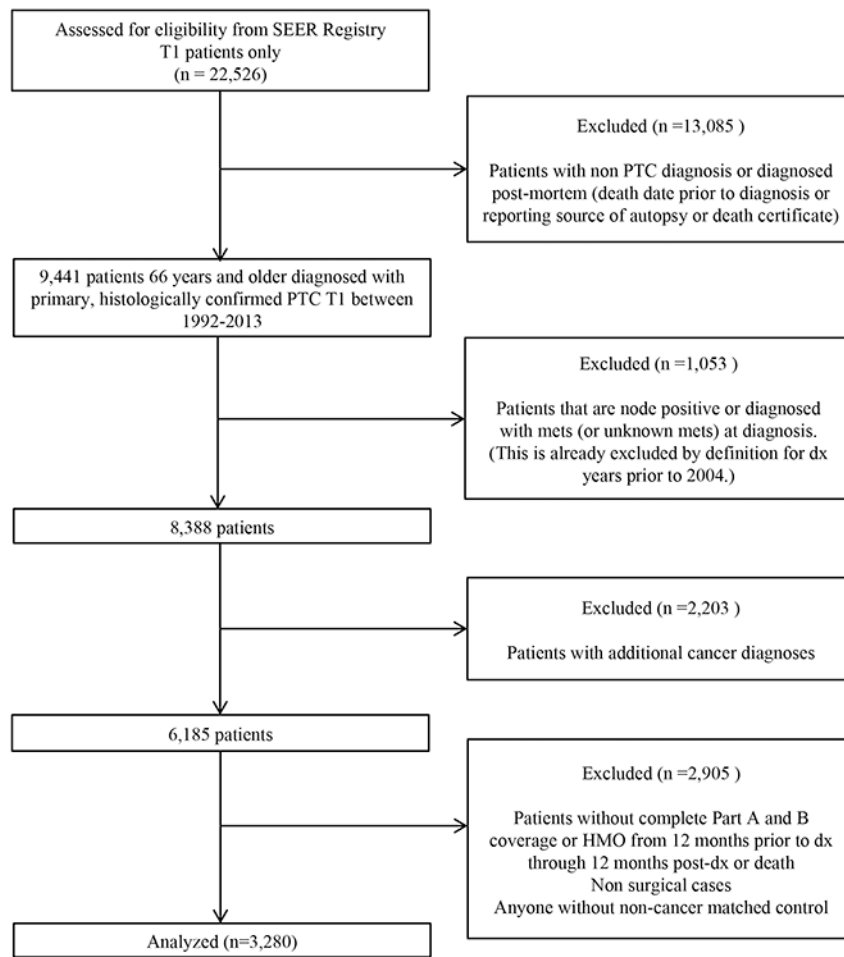 Assessed for eligibility from SEER Registry
T1 patients only
(n = 22,526)
Excluded (n =13,085 )
Patients with non PTC diagnosis or diagnosed
post-mortem (death date prior to diagnosis or
reporting source of autopsy or death certificate)
9,441 patients 66 years and older diagnosed with
primary, histologically confirmed PTC T1 between
1992-2013
Excluded (n =1,053 )
Patients that are node positive or diagnosed
with mets (or unknown mets) at diagnosis.
(This is already excluded by definition for dx
years prior to 2004.)
8,388 patients
Excluded (n =2,203 )
Patients with additional cancer diagnoses
6,185 patients
Excluded (n =2,905 )
Patients without complete Part A and B
coverage or HMO from 12 months prior to dx
through 12 months post-dx or death
Non surgical cases
Anyone without non-cancer matched control
Analyzed (n=3,280)